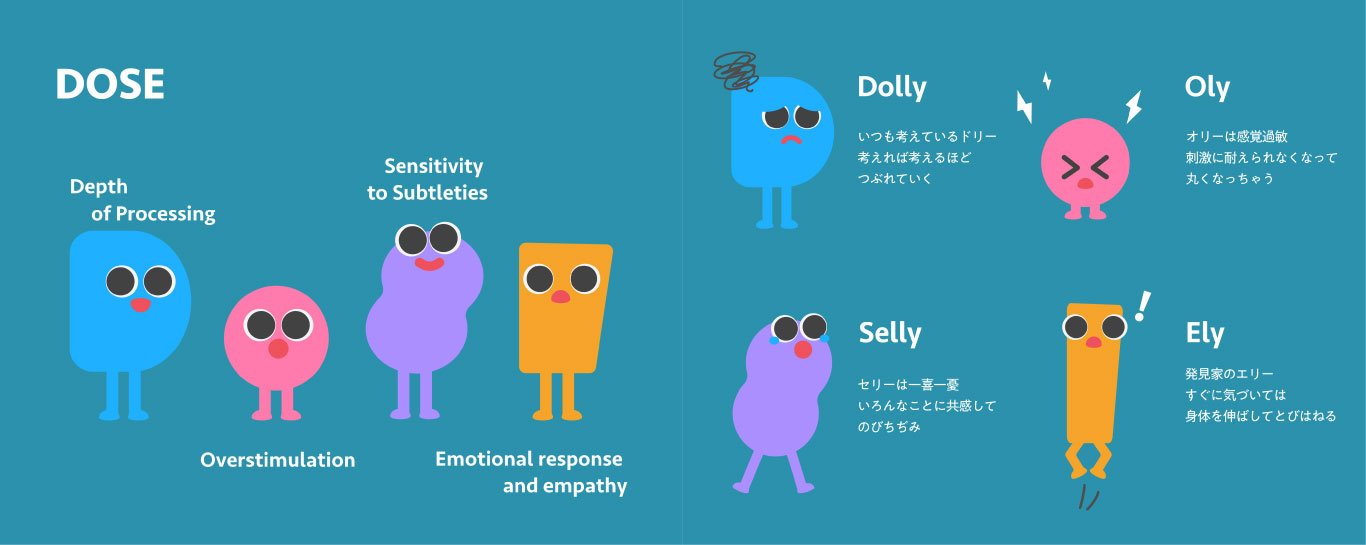 DOSE
Depth
of Processing
Sensitivity
to Subtleties
Overstimulation
Emotional response
and empathy
Dolly
いつも考えているドリー
考えれば考えるほど
つぶれていく
Oly
オリーは感覚過敏
刺激に耐えられなくなって
丸くなっちゃう
Selly
セリーは一喜一憂
いろんなことに共感して
のびちぢみ
!
Ely
発見家のエリー
すぐに気づいては
身体を伸ばしてとびはねる